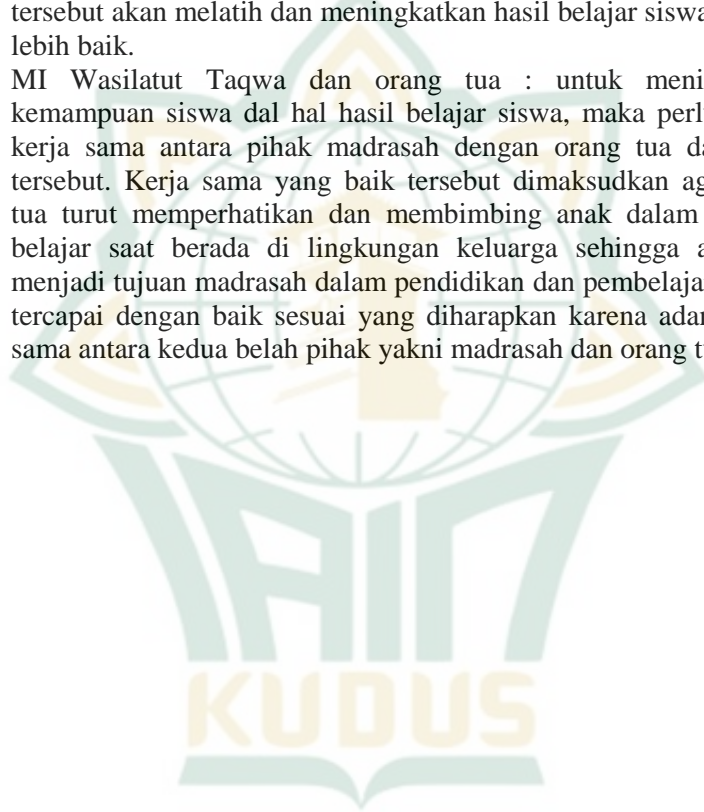 tersebut akan melatih dan meningkatkan hasil belajar siswa
lebih baik.
MI Wasilatut Taqwa dan orang tua : untuk meni
kemampuan siswa dal hal hasil belajar siswa, maka perl
kerja sama antara pihak madrasah dengan orang tua da
tersebut. Kerja sama yang baik tersebut dimaksudkan ag
tua turut memperhatikan dan membimbing anak dalam
belajar saat berada di lingkungan keluarga sehingga a
menjadi tujuan madrasah dalam pendidikan dan pembelaja
tercapai dengan baik sesuai yang diharapkan karena adar
sama antara kedua belah pihak yakni madrasah dan orang t
IAIN
KUDUS